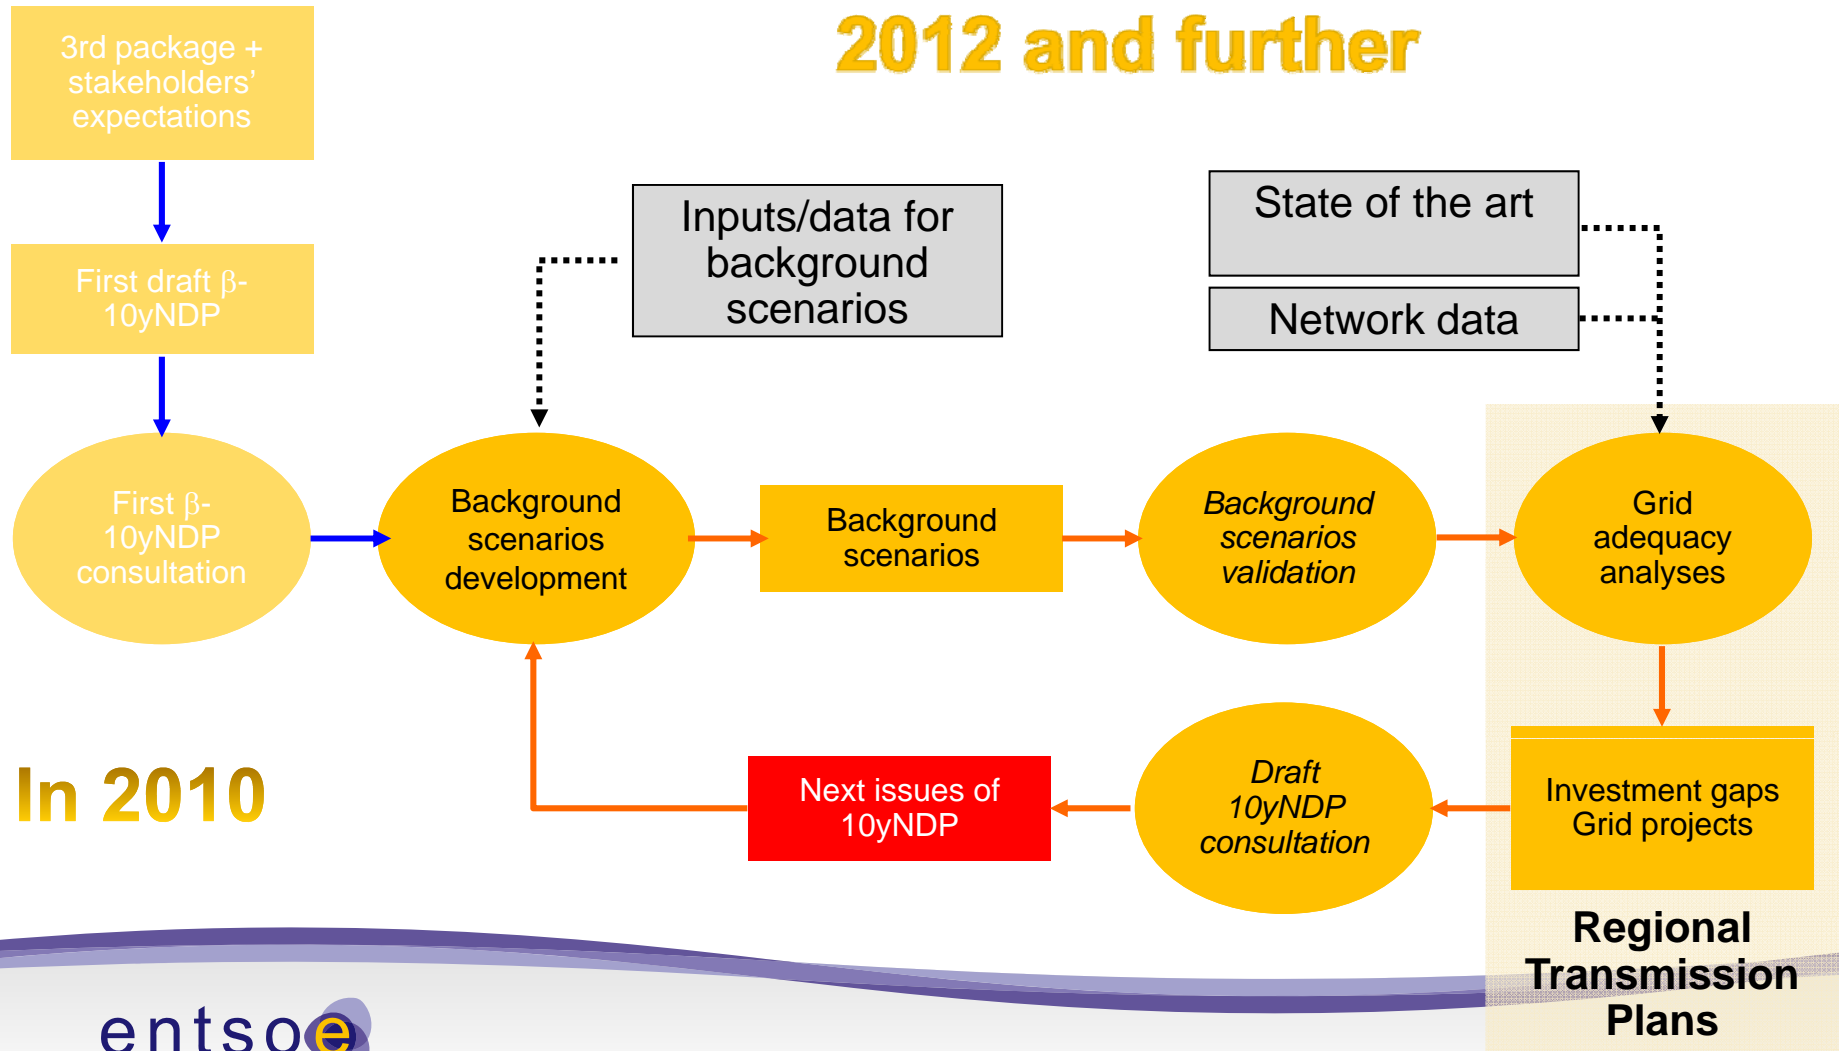 2012 and further
3rd package +
stakeholders’
expectations
First draft β-
10yNDP
First β-
10yNDP
consultation
Inputs/data for
background
scenarios
State of the art
Network data
Background
scenarios
development
Background
scenarios
Background
scenarios
validation
Grid
adequacy
analyses
In 2010
Next issues of
10yNDP
Draft
10yNDP
consultation
Investment gaps
Grid projects
Regional
Transmission
Plans
entsoe